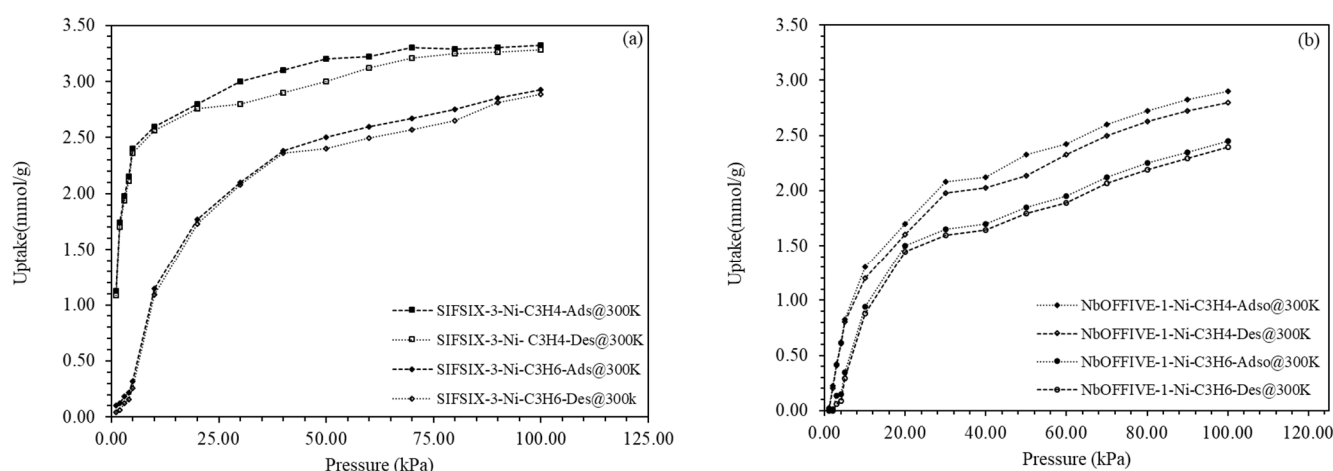 (a)
3.50
3.00
2.50
2.00
1.50
1.00
0.50
0.00
Uptake(mmol/g)
SIFSIX-3-Ni-C3H4-Ads@300K
SIFSIX-3-Ni- C3H4-Des@300K
SIFSIX-3-Ni-C3H6-Ads@300K
SIFSIX-3-Ni-C3H6-Des@300k
0.00 25.00 50.00 75.00 100.00 125.00
Pressure (kPa)
(b)
3.50
3.00
2.50
2.00
1.50
1.00
0.50
0.00
Uptake(mmol/g)
NbOFFIVE-1-Ni-C3H4-Adso@300K
NbOFFIVE-1-Ni-C3H4-Des@300K
NbOFFIVE-1-Ni-C3H6-Adso@300K
NbOFFIVE-1-Ni-C3H6-Des@300K
0.00 20.00 40.00 60.00 80.00 100.00 120.00
Pressure (kPa)